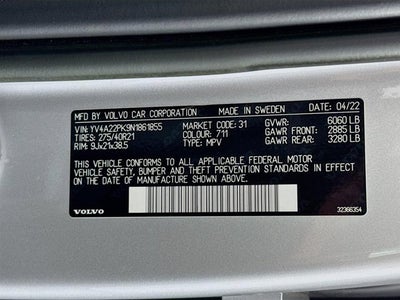 MFD BY VOLVO CAR CORPORATION MADE IN SWEDEN DATE: 04/22
VIN: YV4A22PK9N1861855 MARKET CODE: 31 GVWR: 6060 LB
TIRES: 275/40R21 COLOUR: 711 GAWR FRONT: 2885 LB
RIM: 9Jx21x38.5 TYPE: MPV GAWR REAR: 3280 LB
THIS VEHICLE CONFORMS TO ALL APPLICABLE FEDERAL MOTOR
VEHICLE SAFETY, BUMPER AND THEFT PREVENTION STANDARDS IN EFFECT
ON THE DATE OF MANUFACTURE SHOWN ABOVE.
VOLVO 32366354